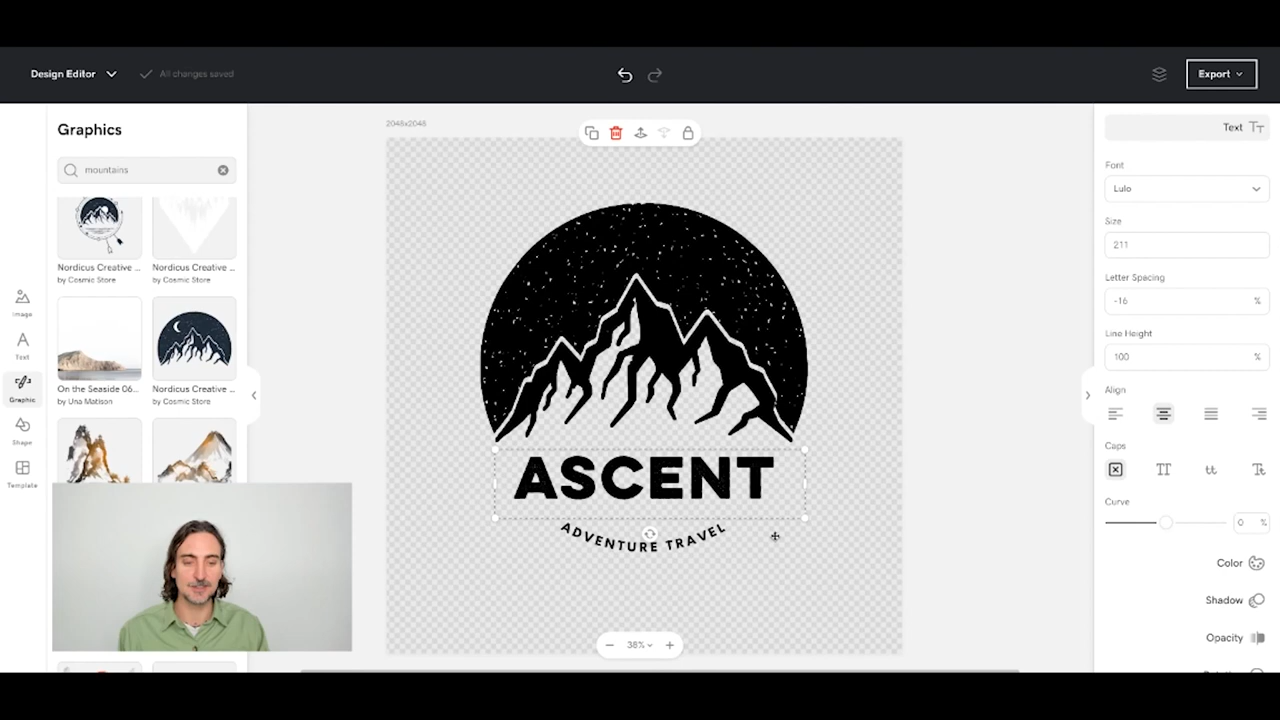 Design Editor
All changes saved
Export
Graphics
mountains
Nordicus Creative ...
by Cosmic Store
Nordicus Creative ...
by Cosmic Store
On the Seaside 06...
by Una Matison
Nordicus Creative ...
by Cosmic Store
Image
Text
Graphic
Shape
Template
2048x2048
ASCENT
ADVENTURE TRAVEL
38%
Text
Font
Lulo
Size
211
Letter Spacing
-16 %
Line Height
100 %
Align
Caps
TT
tt
Tt
Curve
0 %
Color
Shadow
Opacity